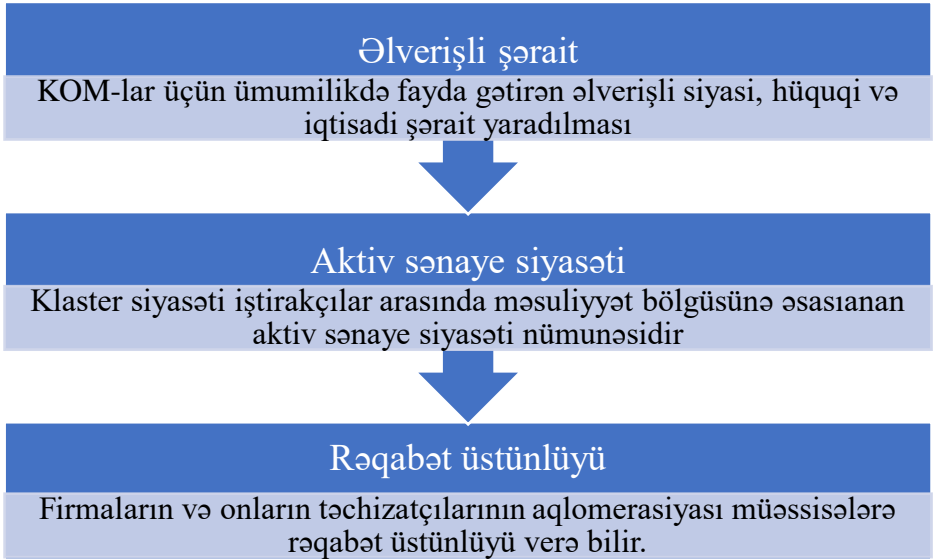 Əlverişli şərait
KOM-lar üçün ümumilikdə fayda gətirən əlverişli siyasi, hüquqi və
iqtisadi şərait yaradılması
Aktiv sənaye siyasəti
Klaster siyasəti iştirakçılar arasında məsuliyyət bölgüsünə əsasıanan
aktiv sənaye siyasəti nümunəsidir
Rəqabət üstünlüyü
Firmaların və onların təchizatçılarının aqlomerasiyası müəssisələrə
rəqabət üstünlüyü verə bilir.